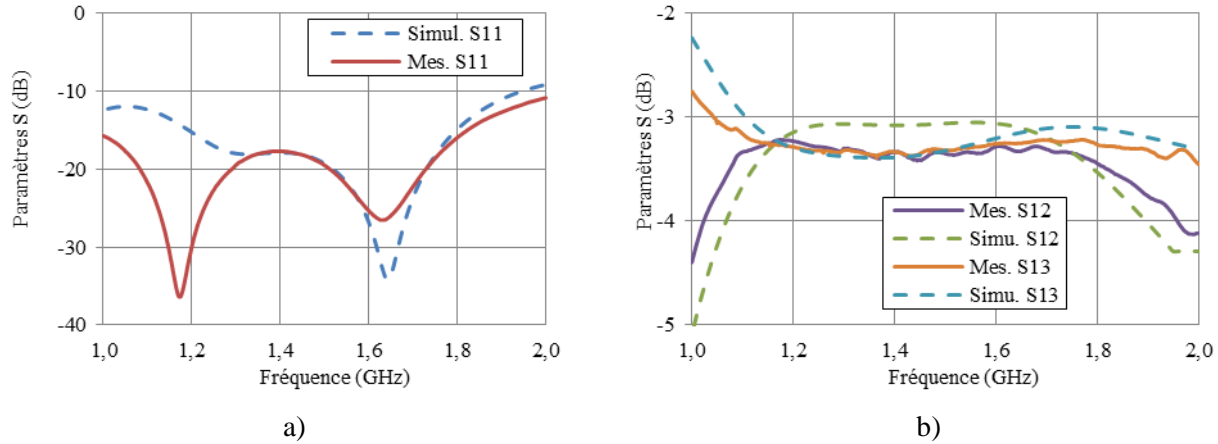 0
-10
-20
-30
-40
Paramètres S (dB)
Simul. S11
Mes. S11
1,0 1,2 1,4 1,6 1,8 2,0
Fréquence (GHz)
a)
-2
-3
-4
-5
Paramètres S (dB)
Mes. S12
Simu. S12
Mes. S13
Simu. S13
1,0 1,2 1,4 1,6 1,8 2,0
Fréquence (GHz)
b)